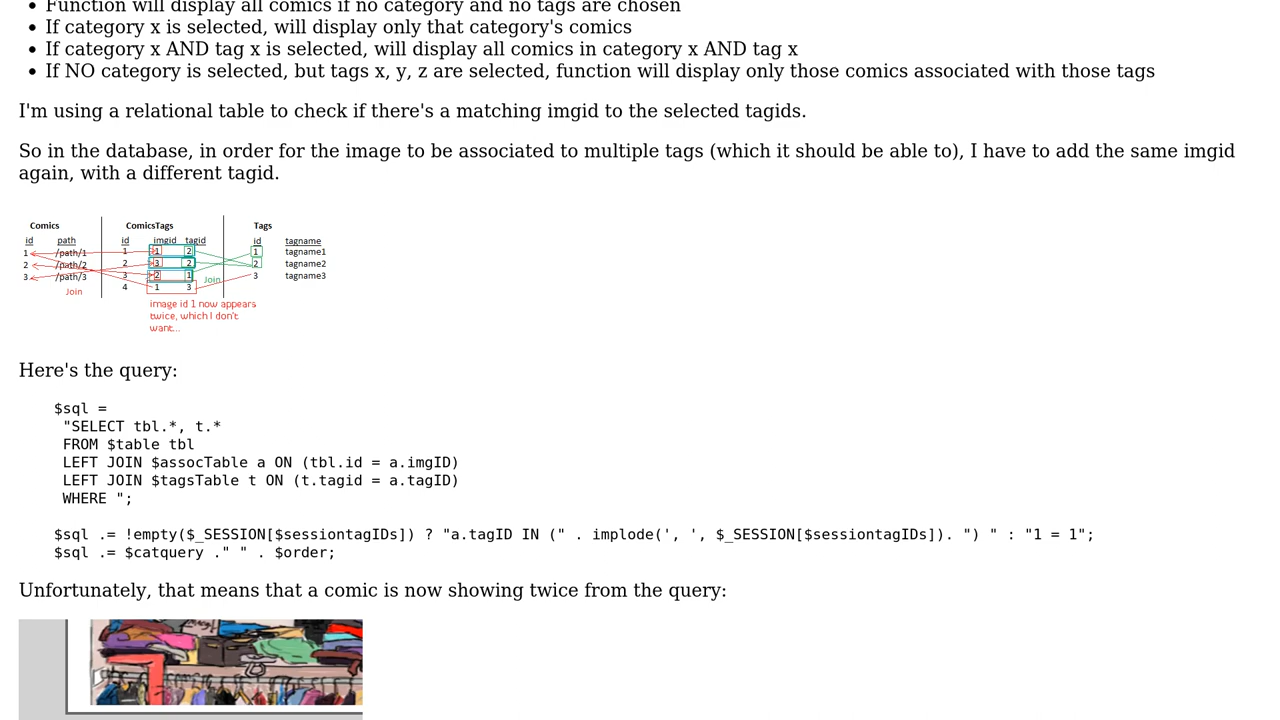 Function will display all comics if no category and no tags are chosen
If category x is selected, will display only that category's comics
If category x AND tag x is selected, will display all comics in category x AND tag x
If NO category is selected, but tags x, y, z are selected, function will display only those comics associated with those tags
I'm using a relational table to check if there's a matching imgid to the selected tagids.
So in the database, in order for the image to be associated to multiple tags (which it should be able to), I have to add the same imgid
again, with a different tagid.
Comics ComicsTags Tags
id path id imgid tagid id tagname
1 /path/1 1 1 2 1 tagname1
2 /path/2 2 3 2 2 tagname2
3 /path/3 3 2 1 3 tagname3
Join
4 1 3
Join
image id 1 now appears
twice, which I don't
want...
Here's the query:
$sql =
"SELECT tbl.*, t.*
FROM $table tbl
LEFT JOIN $assocTable a ON (tbl.id = a.imgID)
LEFT JOIN $tagsTable t ON (t.tagid = a.tagID)
WHERE ";
$sql .= !empty($_SESSION[$sessiontagIDs]) ? "a.tagID IN (" . implode(', ', $_SESSION[$sessiontagIDs]). ") " : "1 = 1";
$sql .= $catquery ." " . $order;
Unfortunately, that means that a comic is now showing twice from the query: